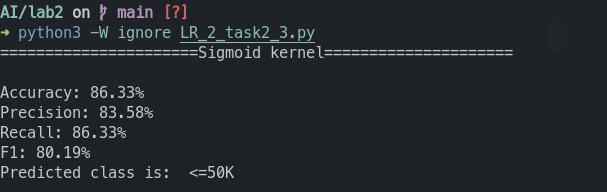 AI/lab2 on main [?]
➜ python3 -W ignore LR_2_task2_3.py
======================Sigmoid kernel=====================
Accuracy: 86.33%
Precision: 83.58%
Recall: 86.33%
F1: 80.19%
Predicted class is:  <=50K